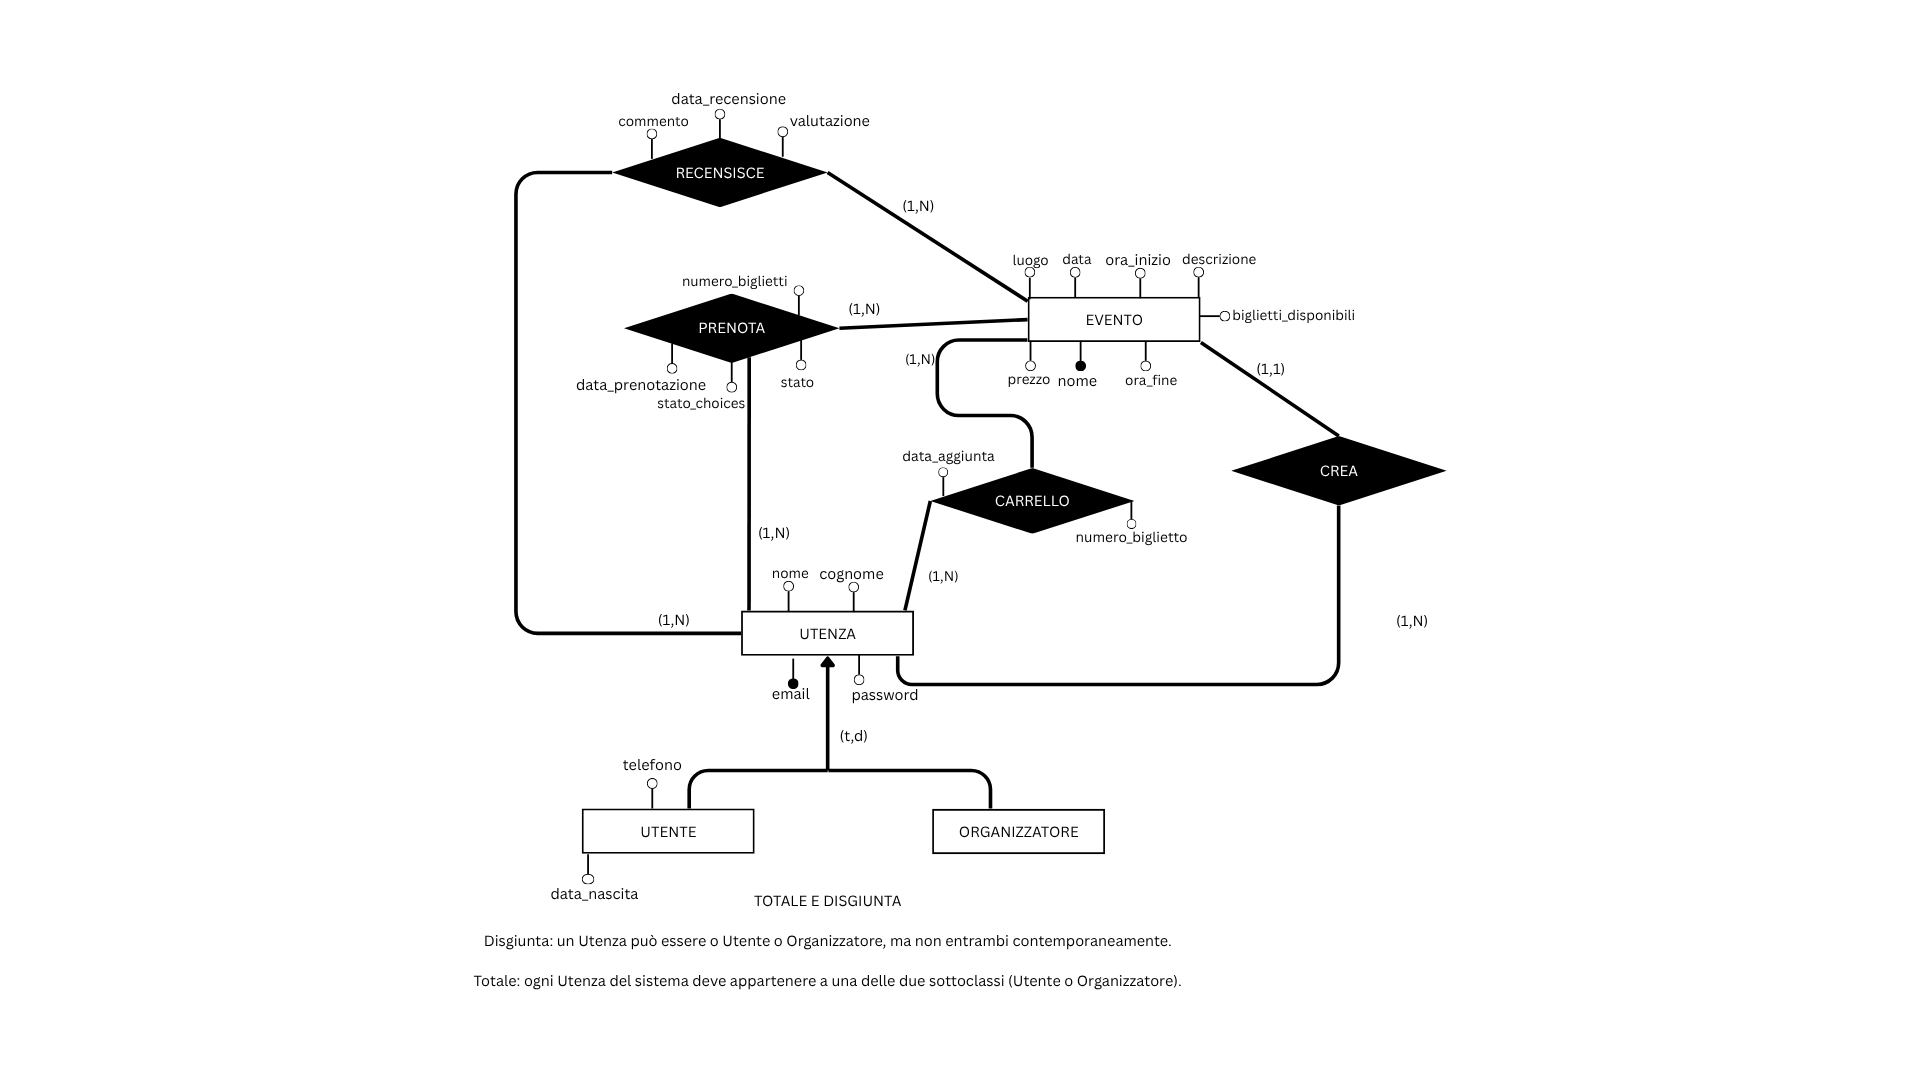 data_recensione
commento
valutazione
RECENSISCE
(1,N)
luogo
data
ora_inizio
descrizione
numero_biglietti
(1,N)
biglietti_disponibili
EVENTO
PRENOTA
(1,N)
(1,1)
prezzo
nome
ora_fine
data_prenotazione
stato
stato_choices
data_aggiunta
CREA
CARRELLO
(1,N)
numero_biglietto
nome
cognome
(1,N)
(1,N)
(1,N)
UTENZA
email
password
(t,d)
telefono
UTENTE
ORGANIZZATORE
data_nascita
TOTALE E DISGIUNTA
Disgiunta: un Utenza può essere o Utente o Organizzatore, ma non entrambi contemporaneamente.
Totale: ogni Utenza del sistema deve appartenere a una delle due sottoclassi (Utente o Organizzatore).